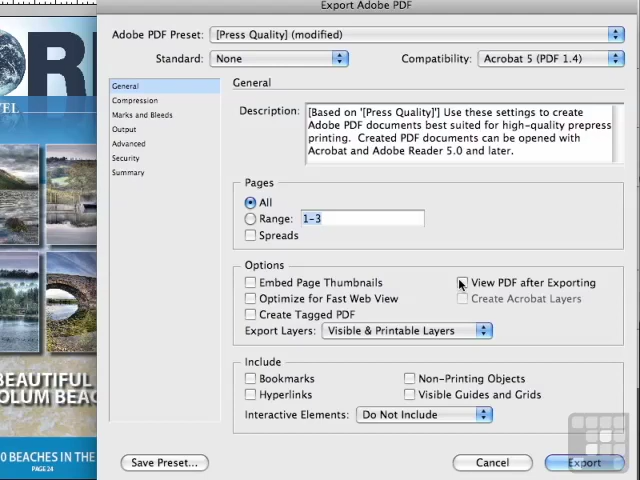 Export Adobe PDF
Adobe PDF Preset: [Press Quality] (modified)
Standard: None Compatibility: Acrobat 5 (PDF 1.4)
General
Compression
Marks and Bleeds
Output
Advanced
Security
Summary
General
Description: [Based on '[Press Quality]'] Use these settings to create
Adobe PDF documents best suited for high-quality prepress
printing. Created PDF documents can be opened with
Acrobat and Adobe Reader 5.0 and later.
Pages
All
Range: 1-3
Spreads
Options
Embed Page Thumbnails
View PDF after Exporting
Optimize for Fast Web View
Create Acrobat Layers
Create Tagged PDF
Export Layers: Visible & Printable Layers
Include
Bookmarks
Non-Printing Objects
Hyperlinks
Visible Guides and Grids
Interactive Elements: Do Not Include
Save Preset...
Cancel
Export
BEAUTIFUL
BEACHES IN THE
PAGE 24